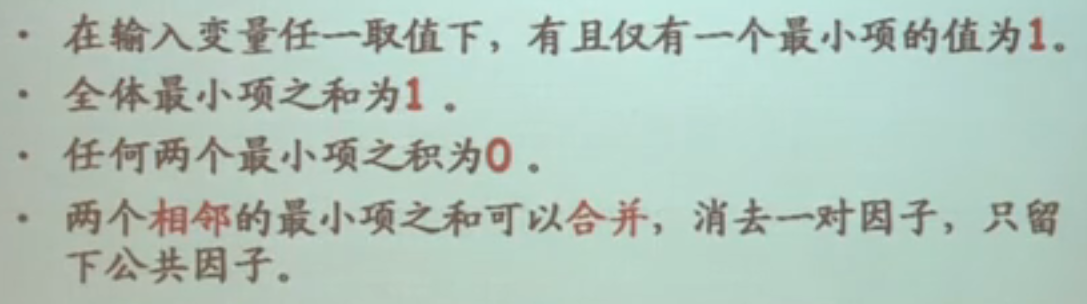 · 在输入变量任一取值下，有且仅有一个最小项的值为1。
· 全体最小项之和为1 。
· 任何两个最小项之积为0 。
· 两个相邻的最小项之和可以合并，消去一对因子，只留
下公共因子。